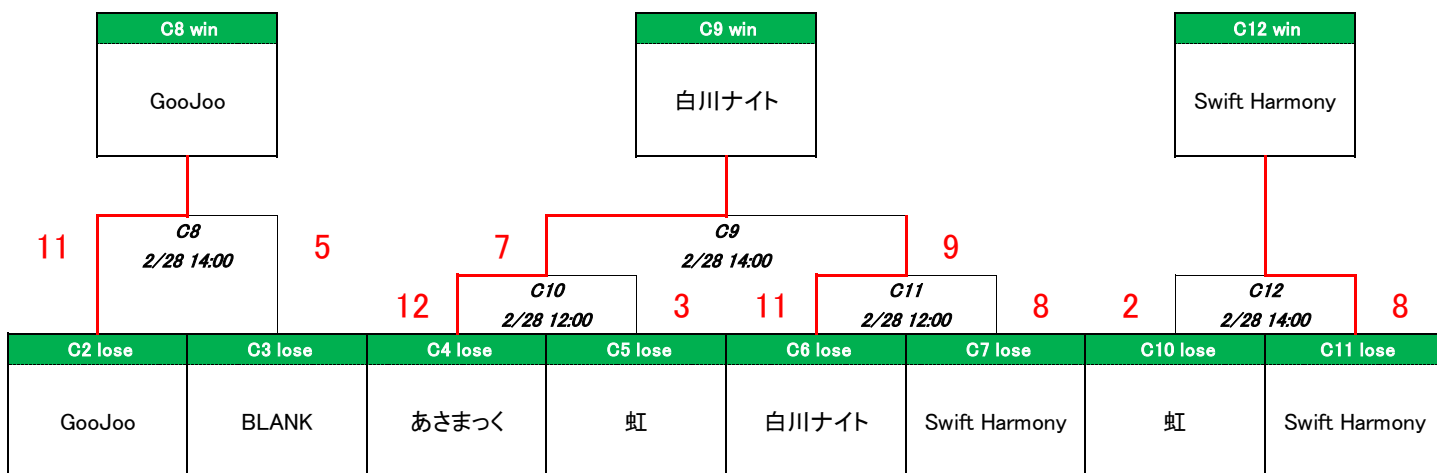 C8 win
C9 win
C12 win
GooJoo
白川ナイト
Swift Harmony
11
C8
2/28 14:00
5
7
C9
2/28 14:00
9
12
C10
2/28 12:00
3
11
C11
2/28 12:00
8
2
C12
2/28 14:00
8
C2 lose
C3 lose
C4 lose
C5 lose
C6 lose
C7 lose
C10 lose
C11 lose
GooJoo
BLANK
あさまっく
虹
白川ナイト
Swift Harmony
虹
Swift Harmony